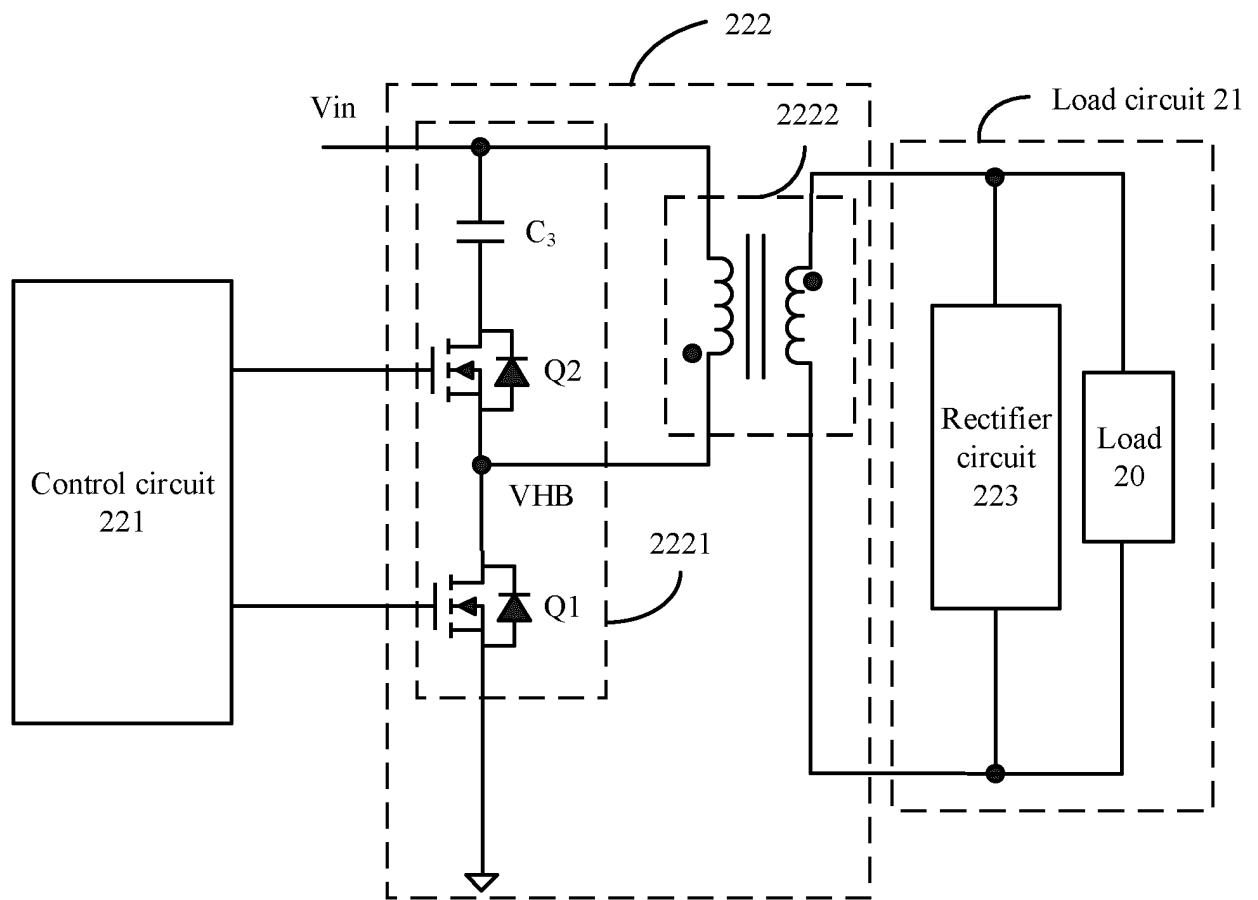 222
Vin
2222
Load circuit 21
C₃
Q2
Control circuit
221
VHB
Rectifier
circuit
223
Load
20
2221
Q1